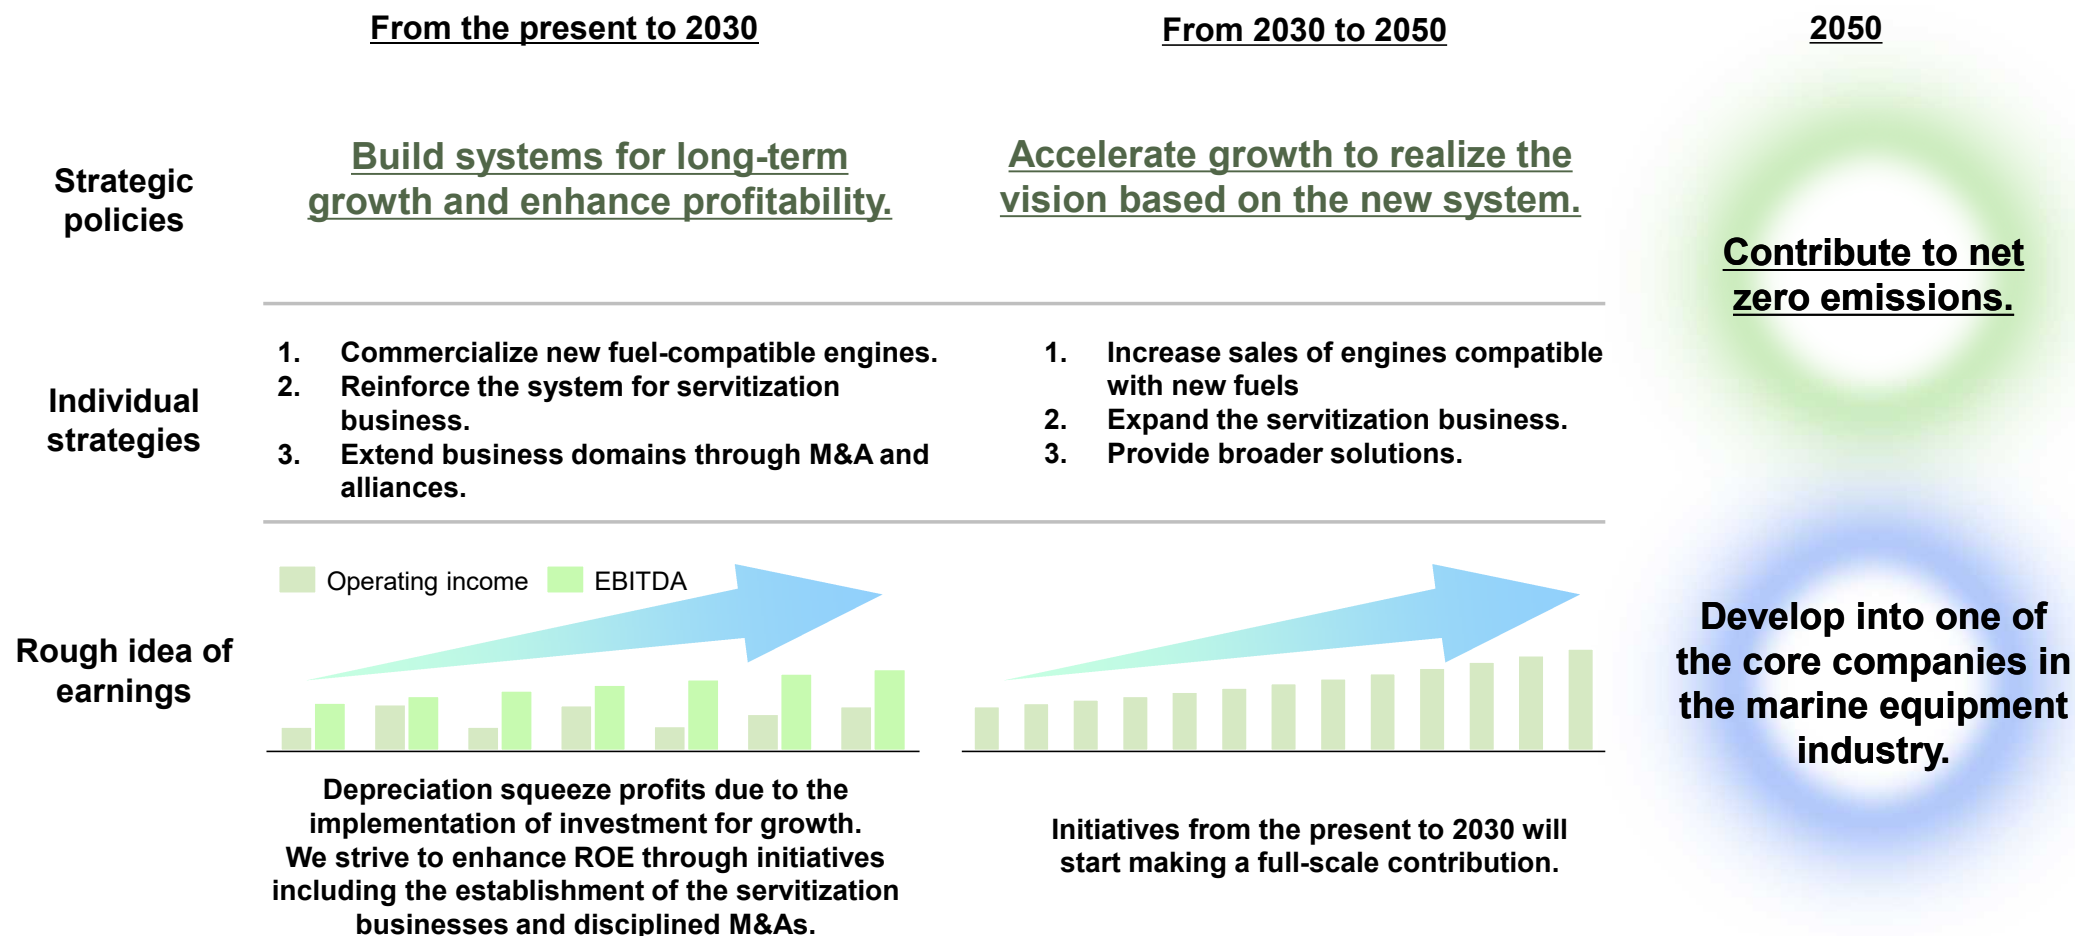 From the present to 2030
From 2030 to 2050
2050
Strategic
policies
Build systems for long-term
growth and enhance profitability.
Accelerate growth to realize the
vision based on the new system.
Contribute to net
zero emissions.
Individual
strategies
1. Commercialize new fuel-compatible engines.
2. Reinforce the system for servitization
business.
3. Extend business domains through M&A and
alliances.
1. Increase sales of engines compatible
with new fuels
2. Expand the servitization business.
3. Provide broader solutions.
Rough idea of
earnings
Operating income
EBITDA
Develop into one of
the core companies in
the marine equipment
industry.
Depreciation squeeze profits due to the
implementation of investment for growth.
We strive to enhance ROE through initiatives
including the establishment of the servitization
businesses and disciplined M&As.
Initiatives from the present to 2030 will
start making a full-scale contribution.